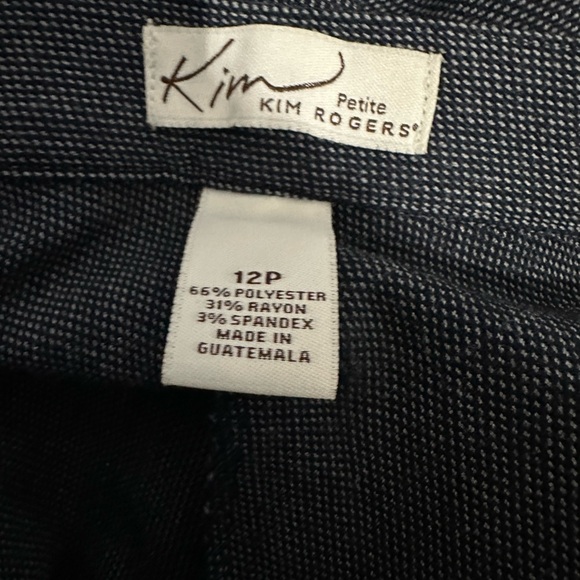 Kim
Petite
KIM ROGERS®
12P
66% POLYESTER
31% RAYON
3% SPANDEX
MADE IN
GUATEMALA